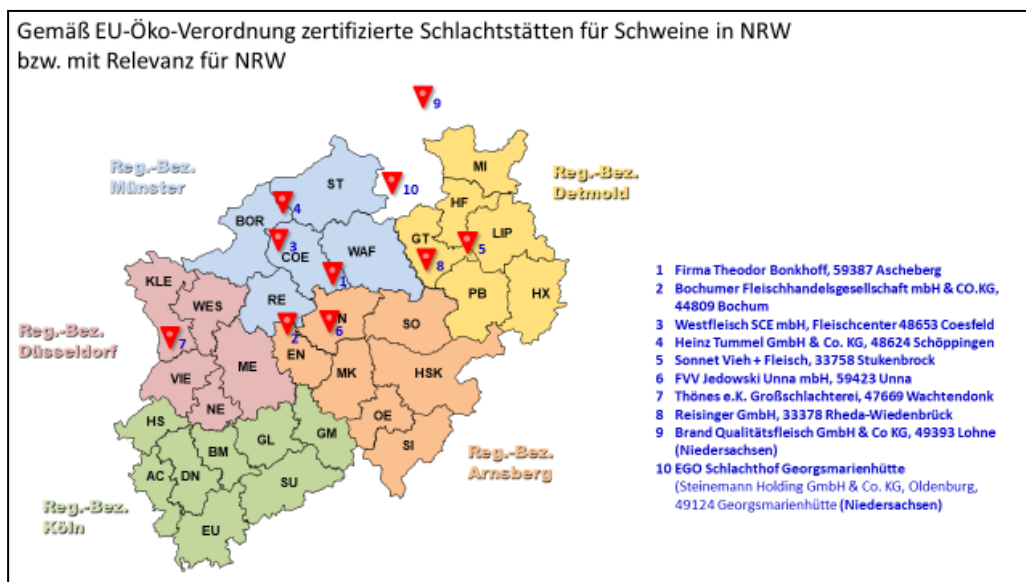 Gemäß EU-Öko-Verordnung zertifizierte Schlachtstätten für Schweine in NRW
bzw. mit Relevanz für NRW
9
Reg.-Bez.
Münster
ST
10
MI
Reg.-Bez.
Detmold
BOR
4
HF
LIP
3
COE
WAF
GT
5
8
KLE
1
PB
HX
WES
RE
Reg.-Bez.
Düsseldorf
7
2
N
6
SO
EN
VIE
ME
MK
HSK
NE
HS
OE
GL
GM
BM
SI
Reg.-Bez.
Arnsberg
AC
DN
SU
Reg.-Bez.
Köln
EU
1 Firma Theodor Bonkhoff, 59387 Ascheberg
2 Bochumer Fleischhandelsgesellschaft mbH & CO.KG,
44809 Bochum
3 Westfleisch SCE mbH, Fleischcenter 48653 Coesfeld
4 Heinz Tummel GmbH & Co. KG, 48624 Schöppingen
5 Sonnet Vieh + Fleisch, 33758 Stukenbrock
6 FVV Jedowski Unna mbH, 59423 Unna
7 Thönes e.K. Großschlachterei, 47669 Wachtendonk
8 Reisinger GmbH, 33378 Rheda-Wiedenbrück
9 Brand Qualitätsfleisch GmbH & Co KG, 49393 Lohne
(Niedersachsen)
10 EGO Schlachthof Georgsmarienhütte
(Steinemann Holding GmbH & Co. KG, Oldenburg,
49124 Georgsmarienhütte (Niedersachsen)